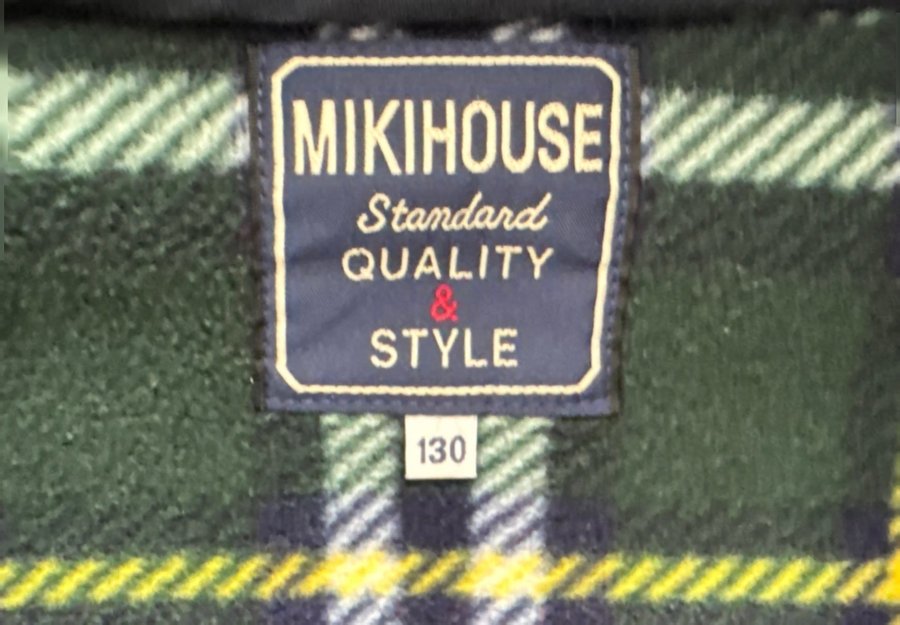 MIKIHOUSE
Standard
QUALITY
&
STYLE
130